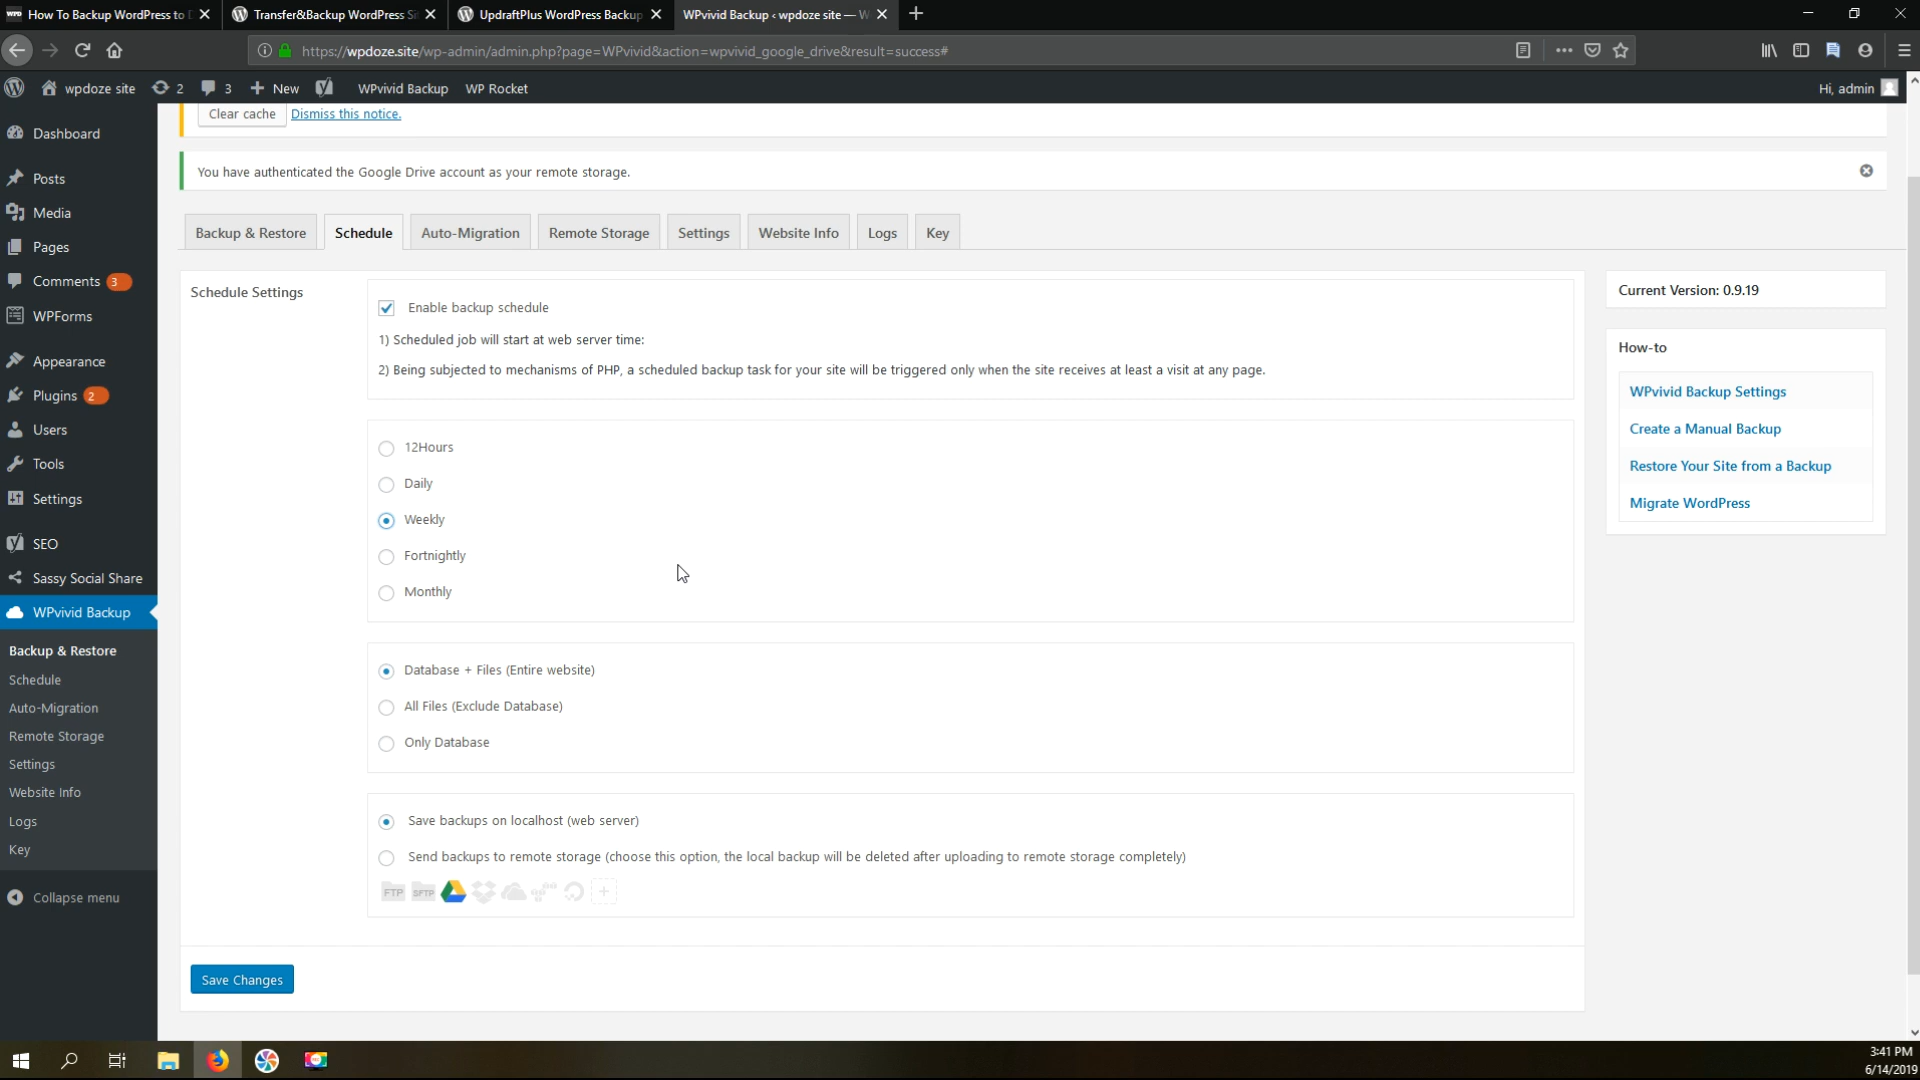 How To Backup WordPress to
Transfer&Backup WordPress Si
UpdraftPlus WordPress Backup
WPvivid Backup ‹ wpdoze site — W
https://wpdoze.site/wp-admin/admin.php?page=WPvivid&action=wpvivid_google_drive&result=success#
wpdoze site
2
3
New
WPvivid Backup
WP Rocket
Hi, admin
Clear cache
Dismiss this notice.
You have authenticated the Google Drive account as your remote storage.
Backup & Restore
Schedule
Auto-Migration
Remote Storage
Settings
Website Info
Logs
Key
Dashboard
Posts
Media
Pages
Comments 3
WPForms
Appearance
Plugins 2
Users
Tools
Settings
SEO
Sassy Social Share
WPvivid Backup
Backup & Restore
Schedule
Auto-Migration
Remote Storage
Settings
Website Info
Logs
Key
Collapse menu
Schedule Settings
Enable backup schedule
1) Scheduled job will start at web server time:
2) Being subjected to mechanisms of PHP, a scheduled backup task for your site will be triggered only when the site receives at least a visit at any page.
12Hours
Daily
Weekly
Fortnightly
Monthly
Database + Files (Entire website)
All Files (Exclude Database)
Only Database
Save backups on localhost (web server)
Send backups to remote storage (choose this option, the local backup will be deleted after uploading to remote storage completely)
FTP
SFTP
Save Changes
Current Version: 0.9.19
How-to
WPvivid Backup Settings
Create a Manual Backup
Restore Your Site from a Backup
Migrate WordPress
3:41 PM
6/14/2019